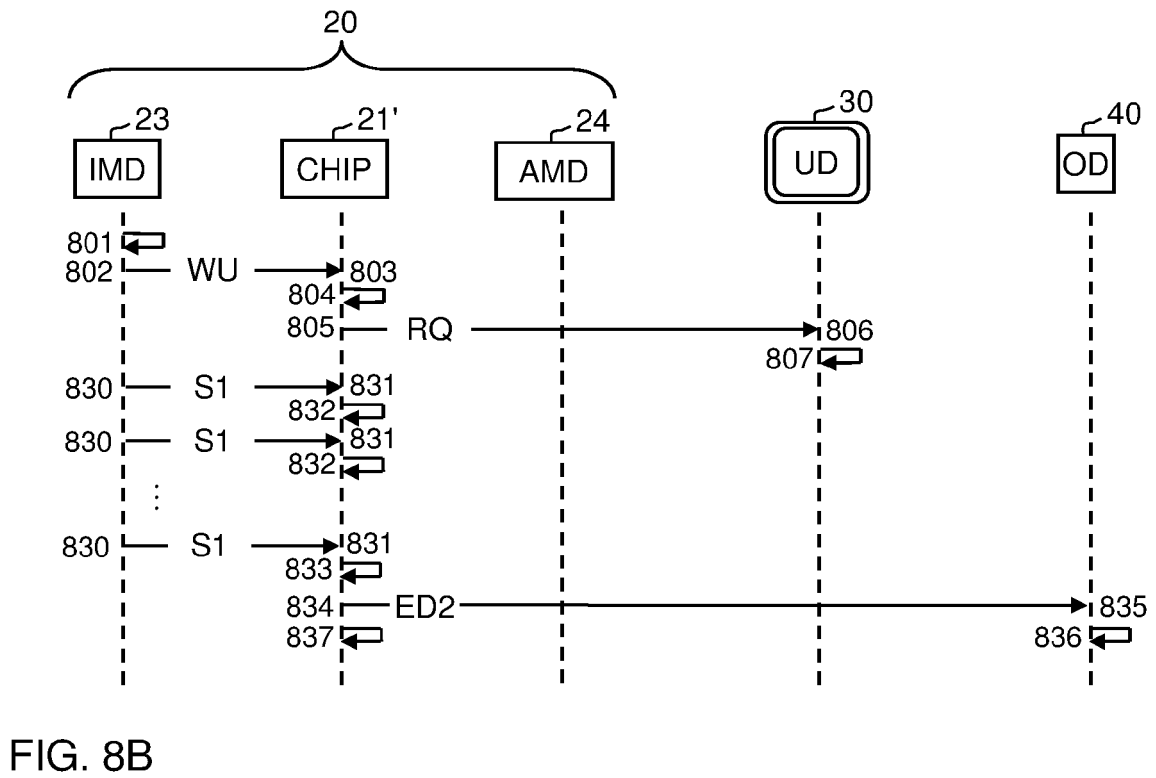 20
23 21' 24 30 40
IMD CHIP AMD UD OD
801
802 WU 803
804
805 RQ 806
807
830 S1 831
832
830 S1 831
832
⋮
830 S1 831
833
834 ED2 835
837 836
FIG. 8B